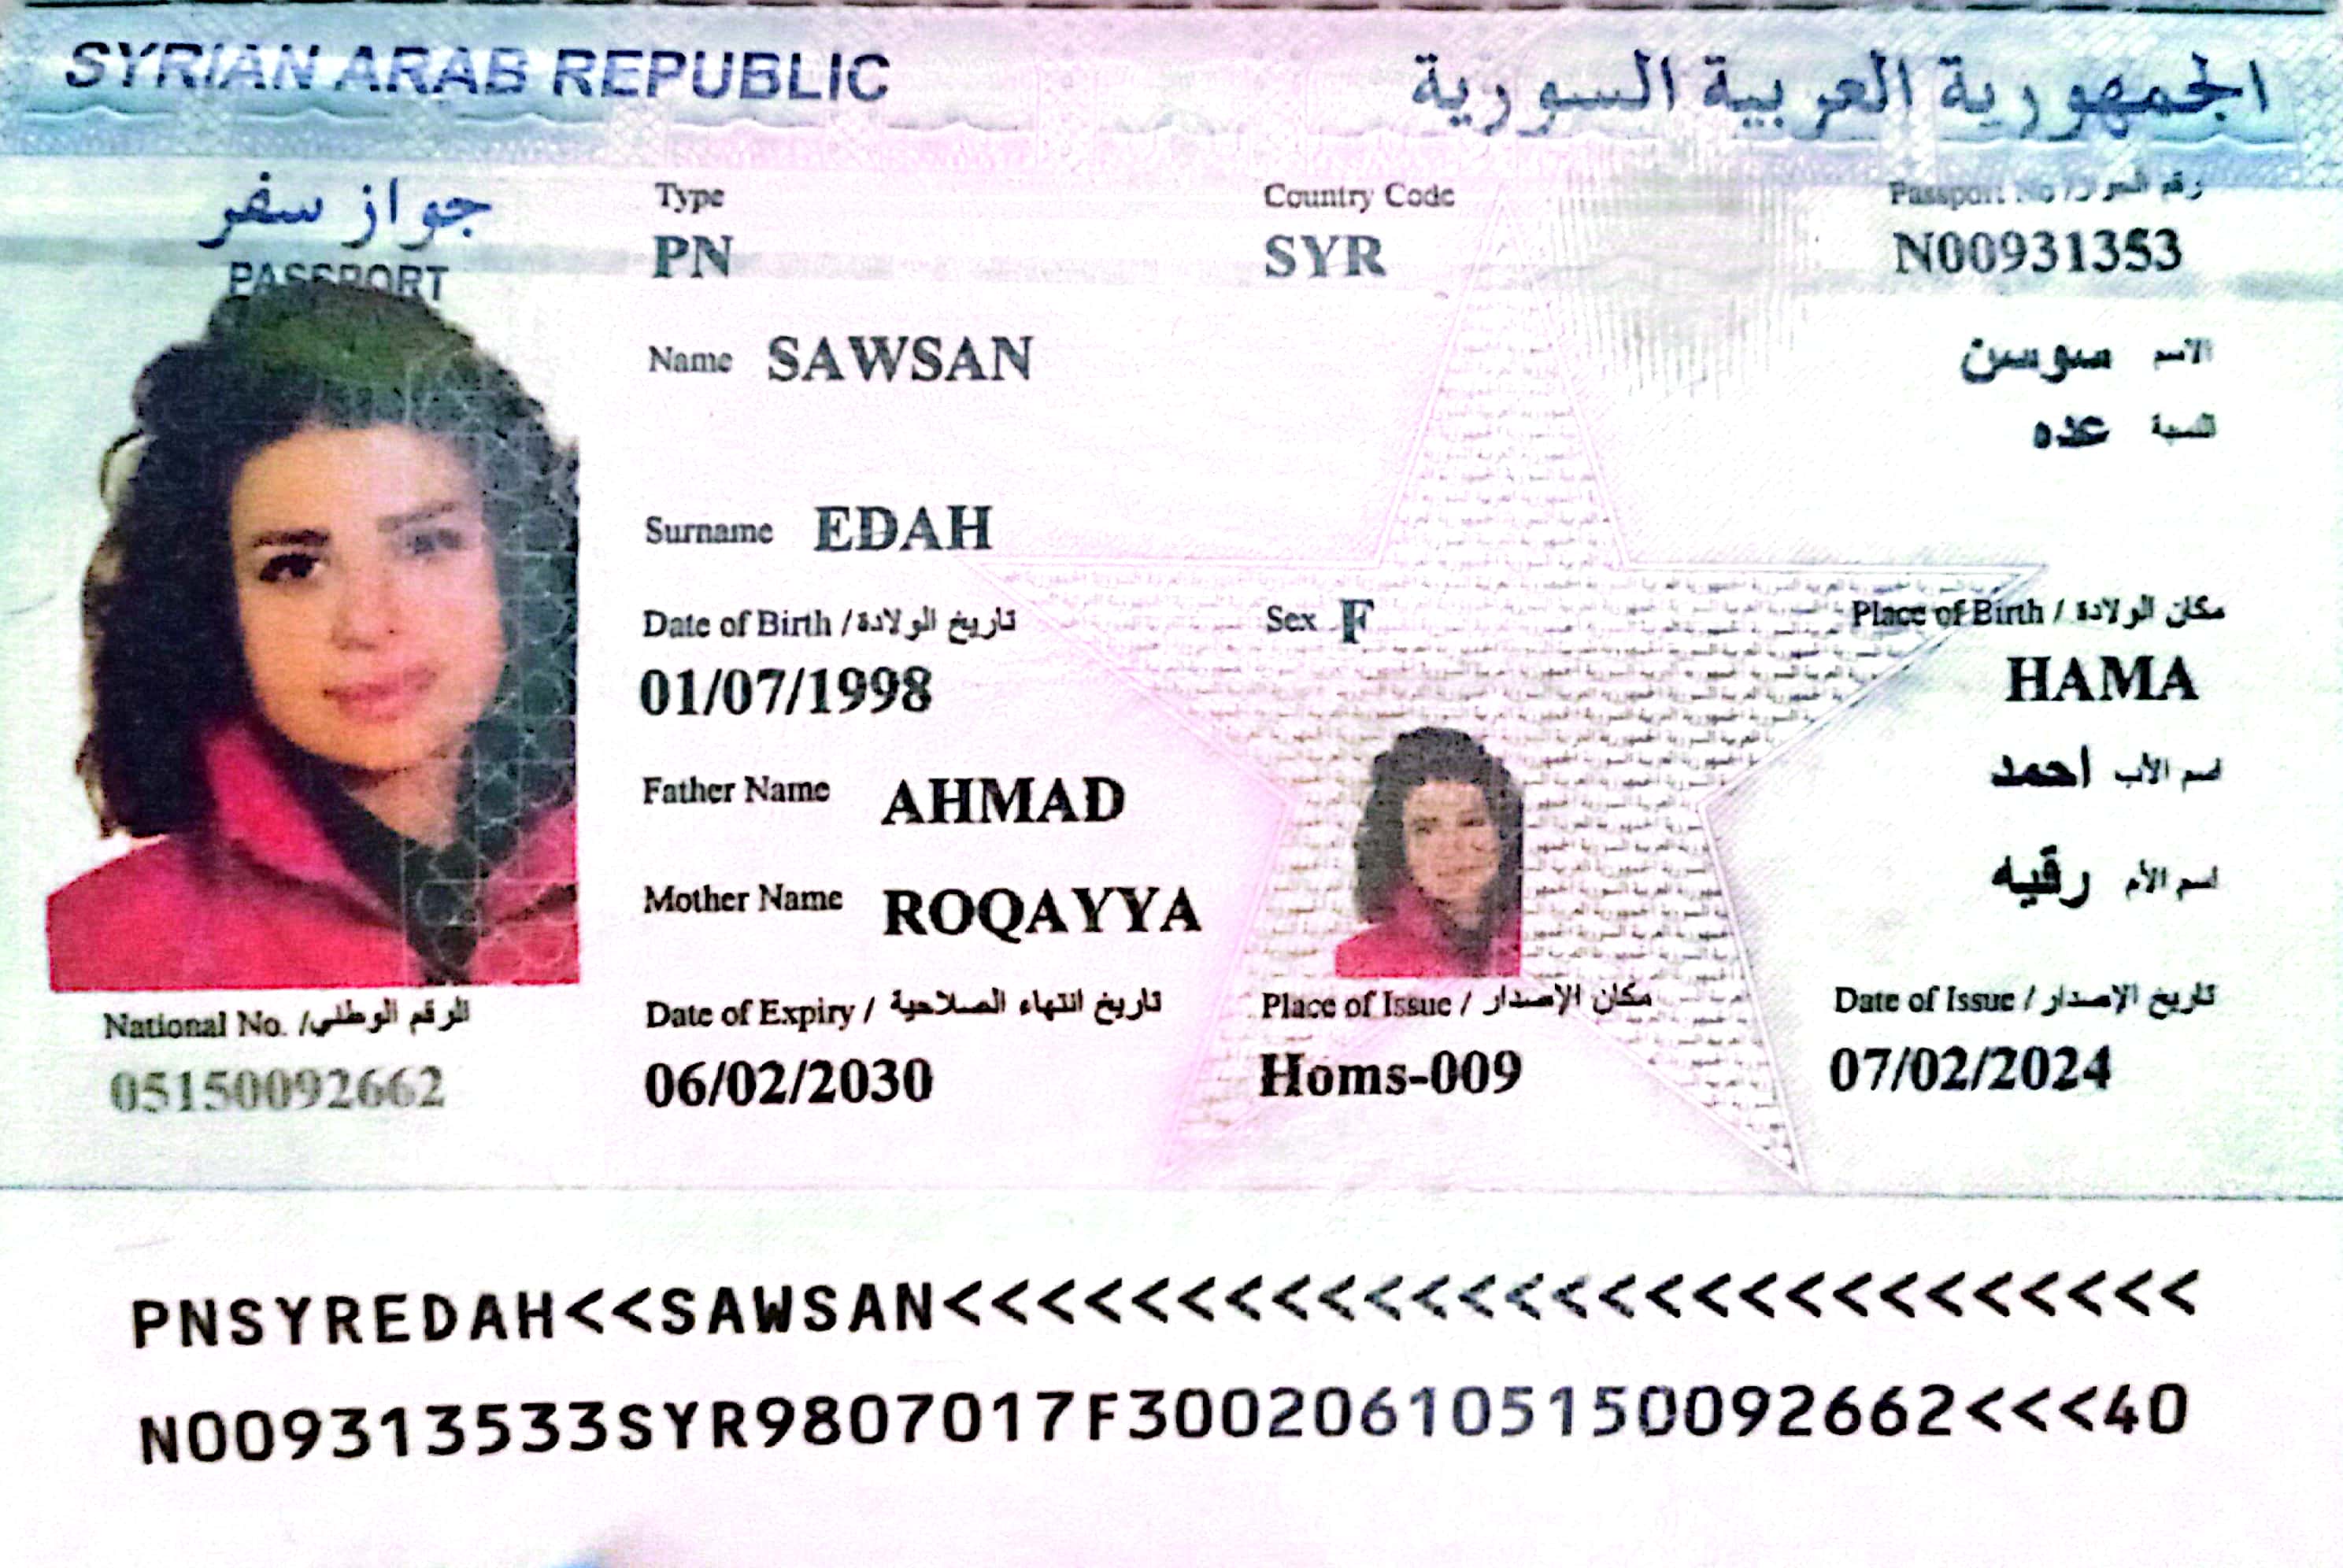 SYRIAN ARAB REPUBLIC الجمهورية العربية السورية
جواز سفر
PASSPORT
Type Country Code Passport No / رقم الجواز
PN SYR N00931353
Name SAWSAN الاسم سوسن
النسبة عده
Surname EDAH
Date of Birth / تاريخ الولادة Sex F Place of Birth / مكان الولادة
01/07/1998 HAMA
Father Name AHMAD اسم الأب احمد
Mother Name ROQAYYA اسم الأم رقيه
National No. / الرقم الوطني Date of Expiry / تاريخ انتهاء الصلاحية Place of Issue / مكان الإصدار Date of Issue / تاريخ الإصدار
05150092662 06/02/2030 Homs-009 07/02/2024
PNSYREDAH<<SAWSAN<<<<<<<<<<<<<<<<<<<<<<<<<<<
N009313533SYR9807017F300206105150092662<<<40